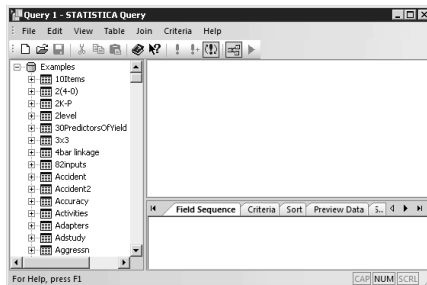 Query 1 - STATISTICA Query
File Edit View Table Join Criteria Help
Examples
10Items
2(4-0)
2K-P
2level
30PredictorsOfYield
3x3
4bar linkage
82inputs
Accident
Accident2
Accuracy
Activities
Adapters
Adstudy
Aggressn
Field Sequence Criteria Sort Preview Data S..
For Help, press F1
CAP NUM SCRL